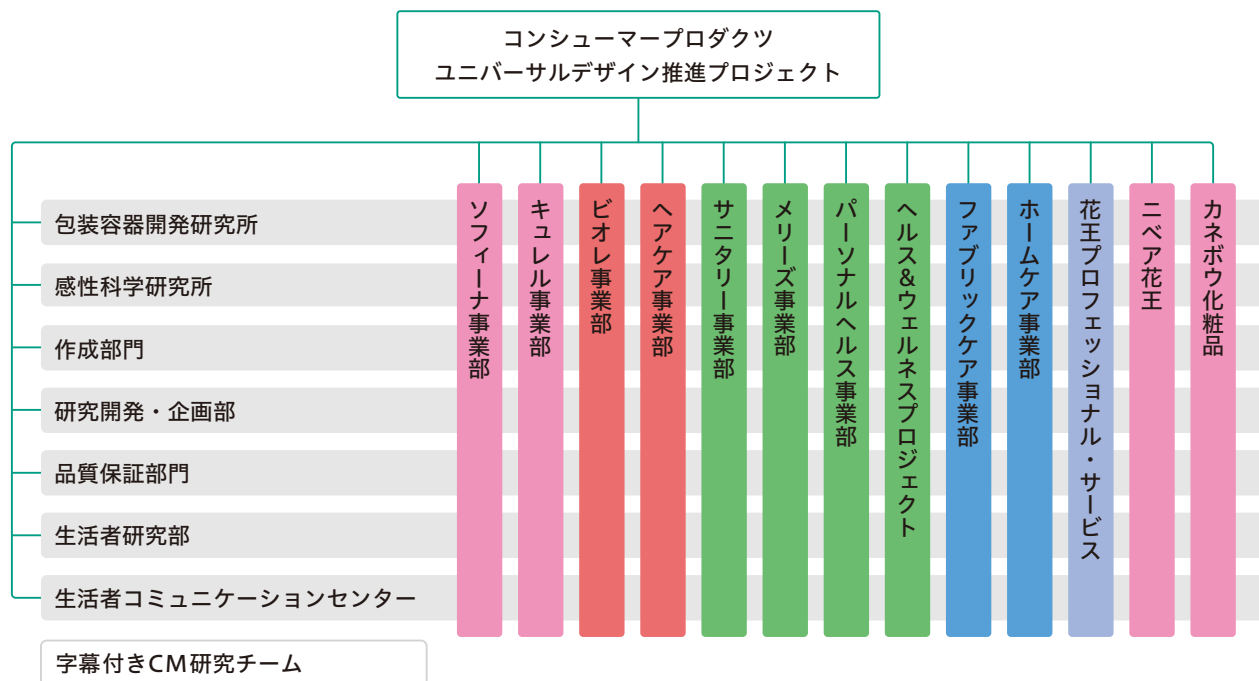 コンシューマープロダクツ
ユニバーサルデザイン推進プロジェクト
包装容器開発研究所
感性科学研究所
作成部門
研究開発・企画部
品質保証部門
生活者研究部
生活者コミュニケーションセンター
字幕付きCM研究チーム
ソフィーナ事業部
キュレル事業部
ビオレ事業部
ヘアケア事業部
サニタリー事業部
メリーズ事業部
パーソナルヘルス事業部
ヘルス&ウェルネスプロジェクト
ファブリックケア事業部
ホームケア事業部
花王プロフェッショナル・サービス
ニベア花王
カネボウ化粧品